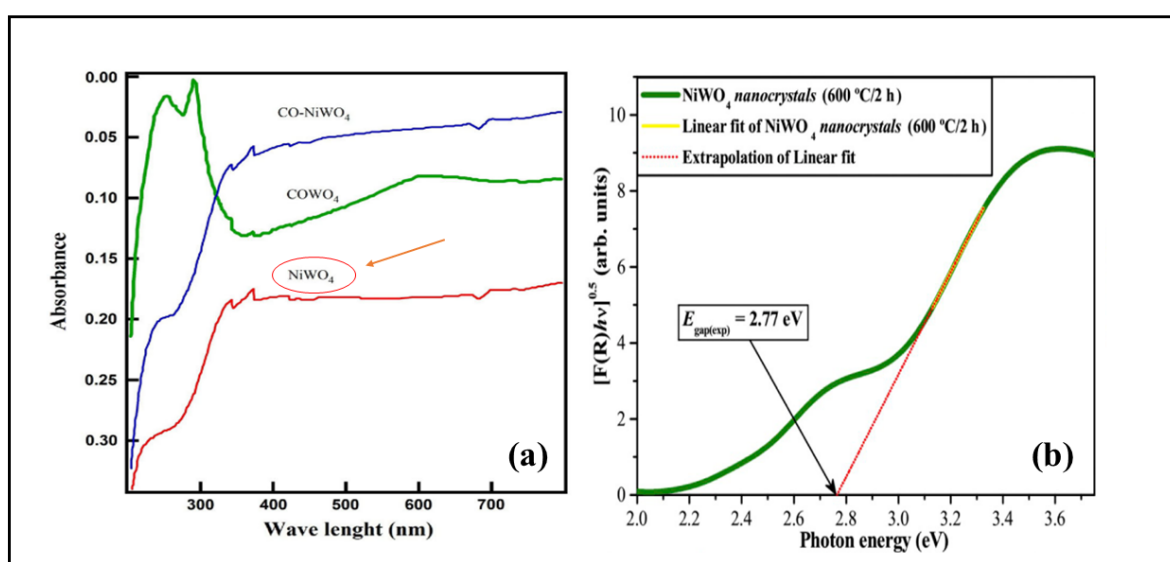 0.00
0.05
0.10
0.15
0.20
0.25
0.30
Absorbance
CO-NiWO4
COWO4
NiWO4
(a)
300 400 500 600 700
Wave lenght (nm)
NiWO4 nanocrystals (600 ºC/2 h)
Linear fit of NiWO4 nanocrystals (600 ºC/2 h)
Extrapolation of Linear fit
10
8
6
4
2
0
[F(R)hν]^0.5 (arb. units)
Egap(exp) = 2.77 eV
(b)
2.0 2.2 2.4 2.6 2.8 3.0 3.2 3.4 3.6
Photon energy (eV)